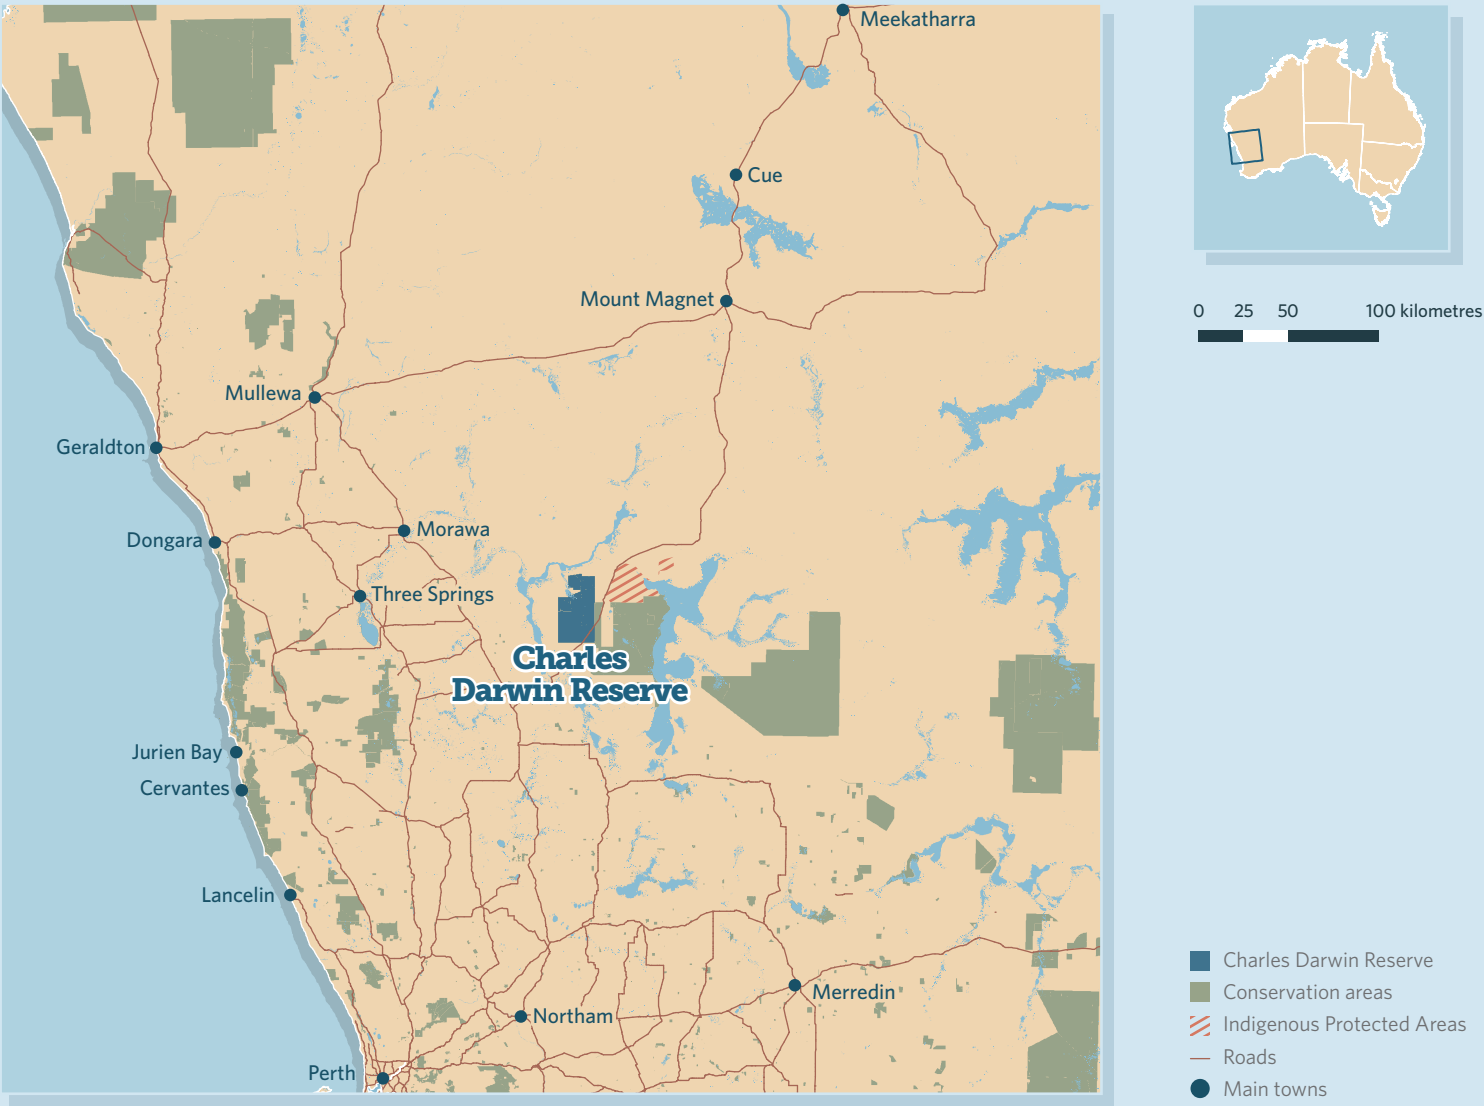 Meekatharra
Cue
Mount Magnet
Mullewa
Geraldton
Dongara
Morawa
Three Springs
Charles
Darwin Reserve
Jurien Bay
Cervantes
Lancelin
Merredin
Northam
Perth
0 25 50 100 kilometres
Charles Darwin Reserve
Conservation areas
Indigenous Protected Areas
Roads
Main towns